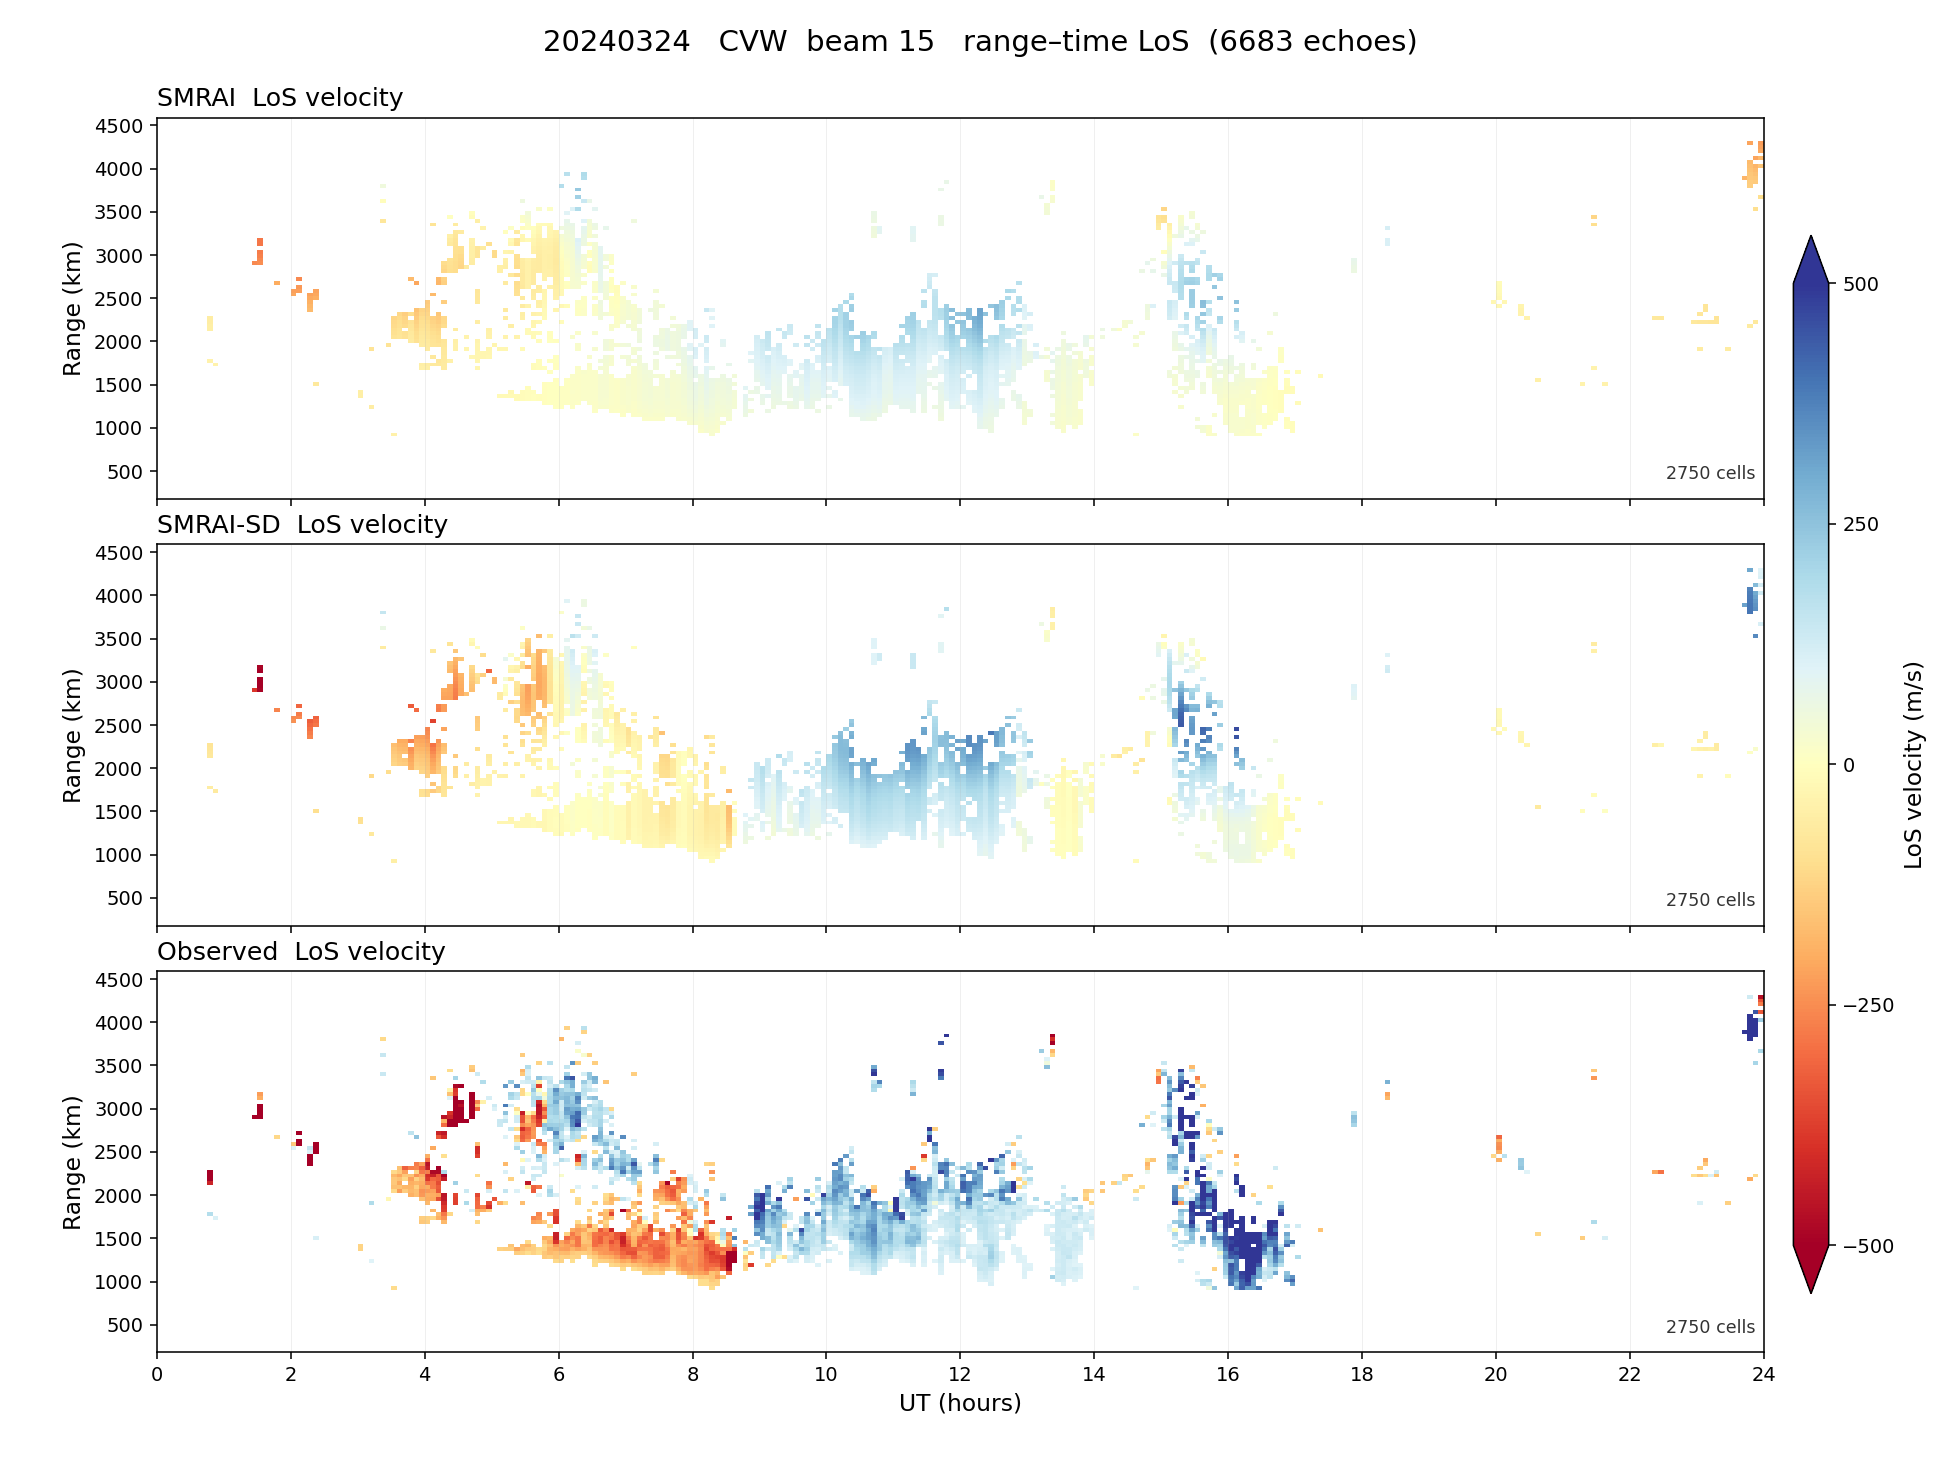 20240324   CVW  beam 15   range–time LoS  (6683 echoes)
SMRAI  LoS velocity
4500
4000
3500
3000
2500
2000
1500
1000
500
Range (km)
2750 cells
SMRAI-SD  LoS velocity
4500
4000
3500
3000
2500
2000
1500
1000
500
Range (km)
2750 cells
Observed  LoS velocity
4500
4000
3500
3000
2500
2000
1500
1000
500
Range (km)
2750 cells
0 2 4 6 8 10 12 14 16 18 20 22 24
UT (hours)
500
250
0
−250
−500
LoS velocity (m/s)